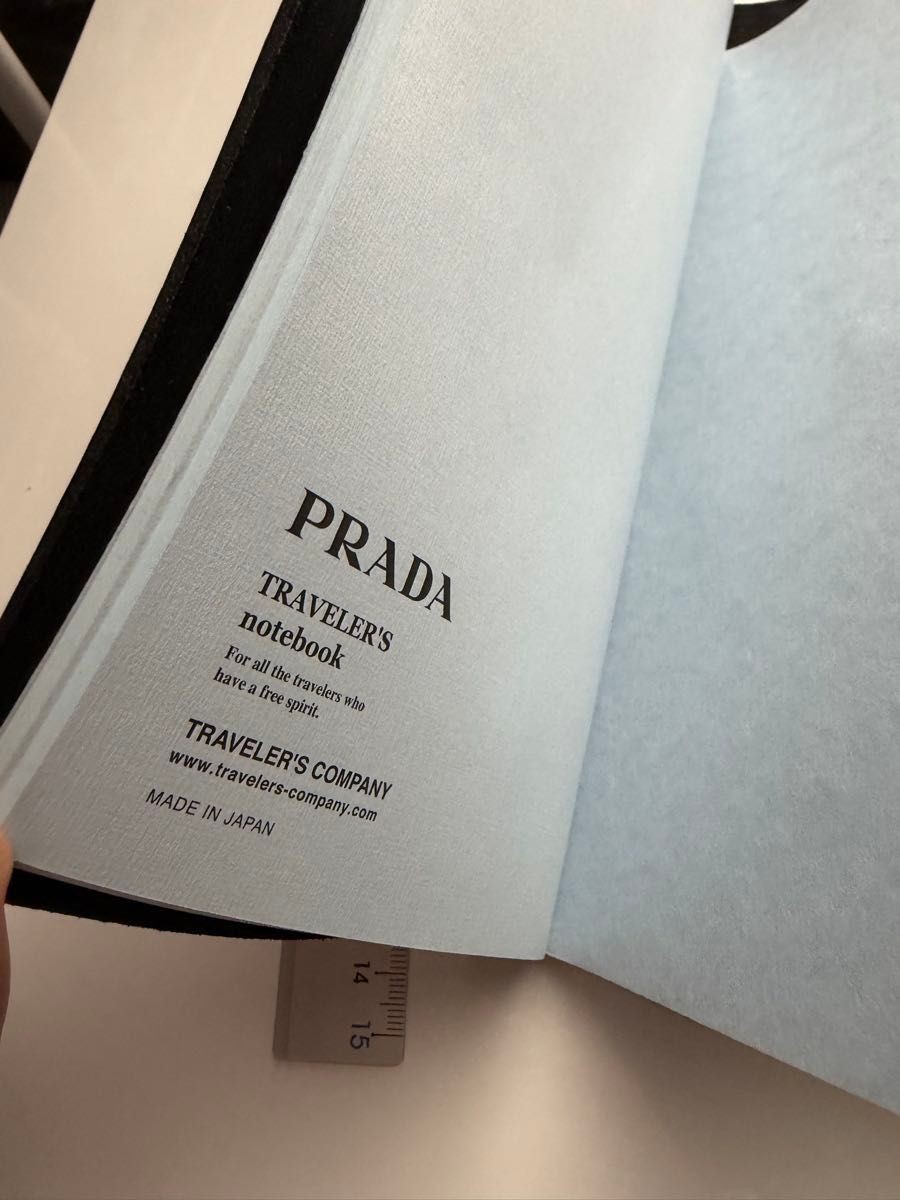 PRADA
TRAVELER'S
notebook
For all the travelers who
have a free spirit.
TRAVELER'S COMPANY
www.travelers-company.com
MADE IN JAPAN
14
15